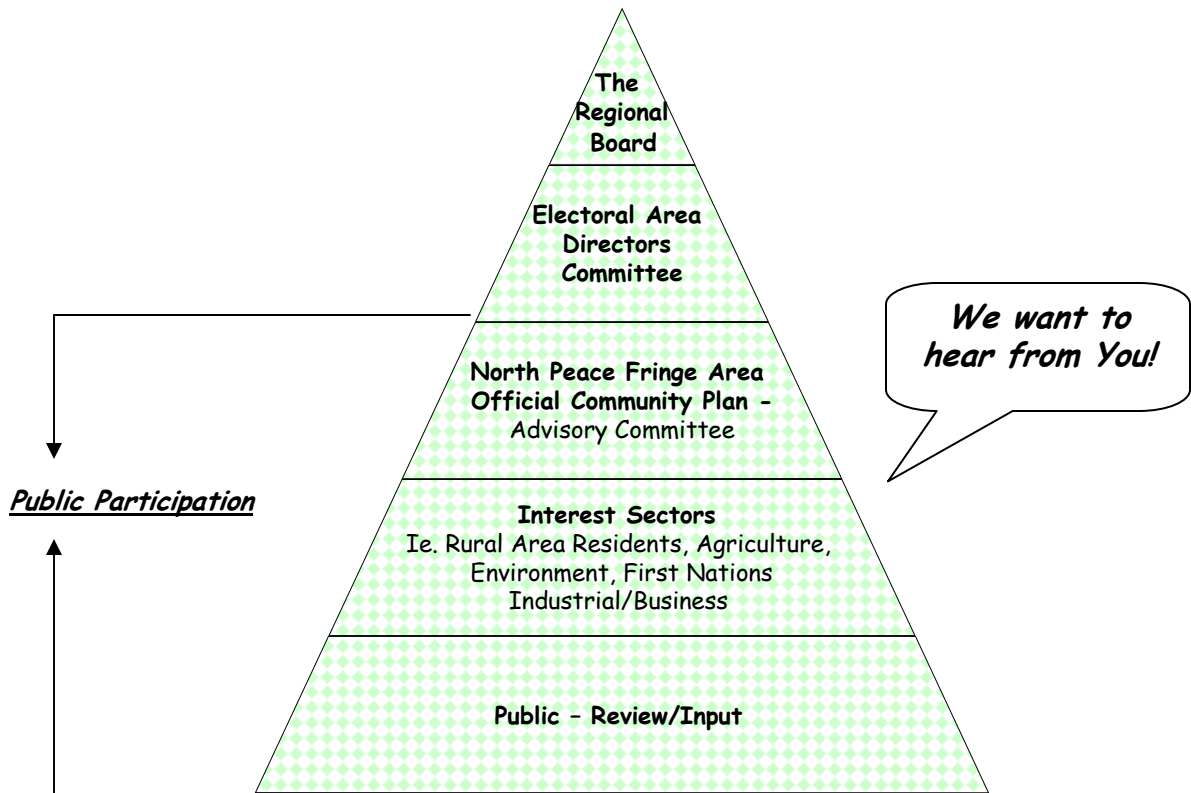 The
Regional
Board
Electoral Area
Directors
Committee
We want to
hear from You!
North Peace Fringe Area
Official Community Plan –
Advisory Committee
Public Participation
Interest Sectors
Ie. Rural Area Residents, Agriculture,
Environment, First Nations
Industrial/Business
Public – Review/Input